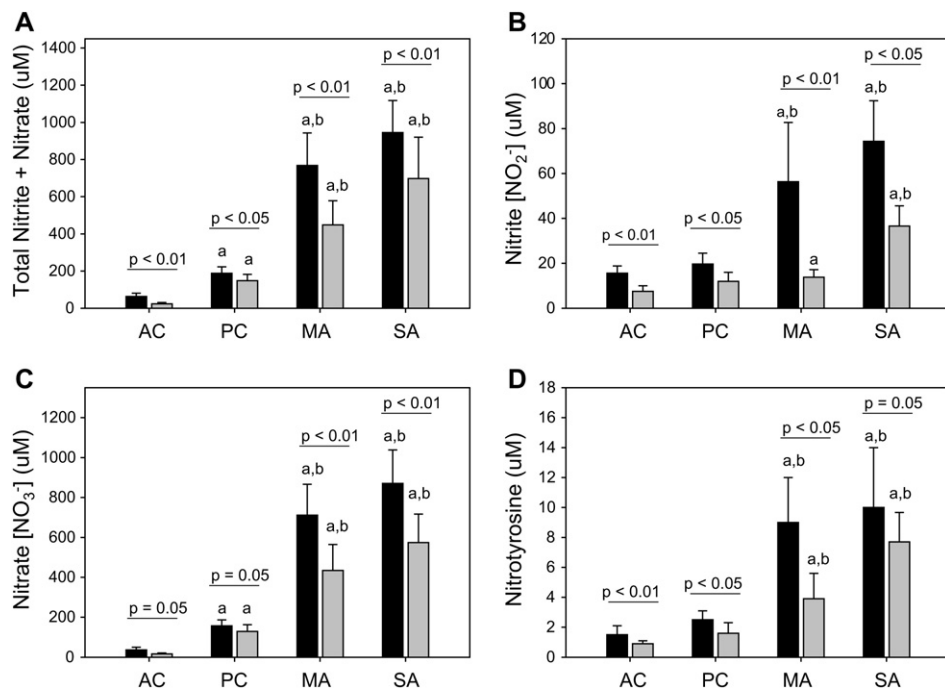 A
Total Nitrite + Nitrate (uM)
1400
1200
1000
800
600
400
200
0
p < 0.01
p < 0.05
a
a
p < 0.01
a,b
a,b
p < 0.01
a,b
a,b
AC
PC
MA
SA
B
Nitrite [NO2-] (uM)
120
100
80
60
40
20
0
p < 0.01
p < 0.05
p < 0.01
a,b
a
p < 0.05
a,b
a,b
AC
PC
MA
SA
C
Nitrate [NO3-] (uM)
1200
1000
800
600
400
200
0
p = 0.05
p = 0.05
a
a
p < 0.01
a,b
a,b
p < 0.01
a,b
a,b
AC
PC
MA
SA
D
Nitrotyrosine (uM)
18
16
14
12
10
8
6
4
2
0
p < 0.01
p < 0.05
p < 0.05
a,b
a,b
p = 0.05
a,b
a,b
AC
PC
MA
SA